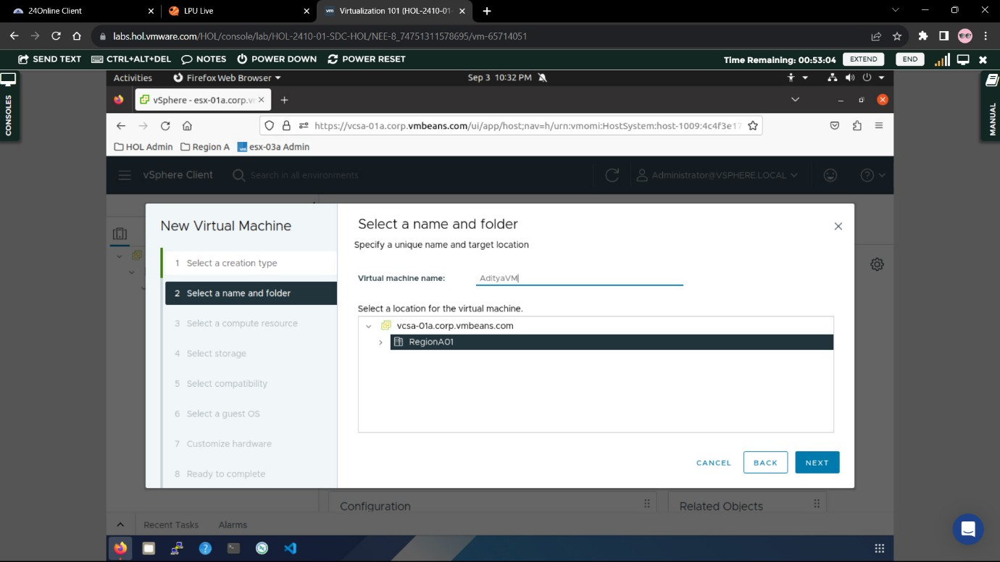 24Online Client
LPU Live
vm Virtualization 101 (HOL-2410-01-
labs.hol.vmware.com/HOL/console/lab/HOL-2410-01-SDC-HOL/NEE-8_74751311578695/vm-65714051
SEND TEXT CTRL+ALT+DEL NOTES POWER DOWN POWER RESET Time Remaining: 00:53:04 EXTEND END
CONSOLES
MANUAL
Activities Firefox Web Browser Sep 3 10:32 PM
vSphere - esx-01a.corp.v
https://vcsa-01a.corp.vmbeans.com/ui/app/host;nav=h/urn:vmomi:HostSystem:host-1009:4c4f3e17
HOL Admin Region A vm esx-03a Admin
vSphere Client Search in all environments Administrator@VSPHERE.LOCAL
New Virtual Machine
1 Select a creation type
2 Select a name and folder
3 Select a compute resource
4 Select storage
5 Select compatibility
6 Select a guest OS
7 Customize hardware
8 Ready to complete
Select a name and folder
Specify a unique name and target location
Virtual machine name: AdityaVM
Select a location for the virtual machine.
vcsa-01a.corp.vmbeans.com
RegionA01
CANCEL BACK NEXT
Configuration Related Objects
Recent Tasks Alarms